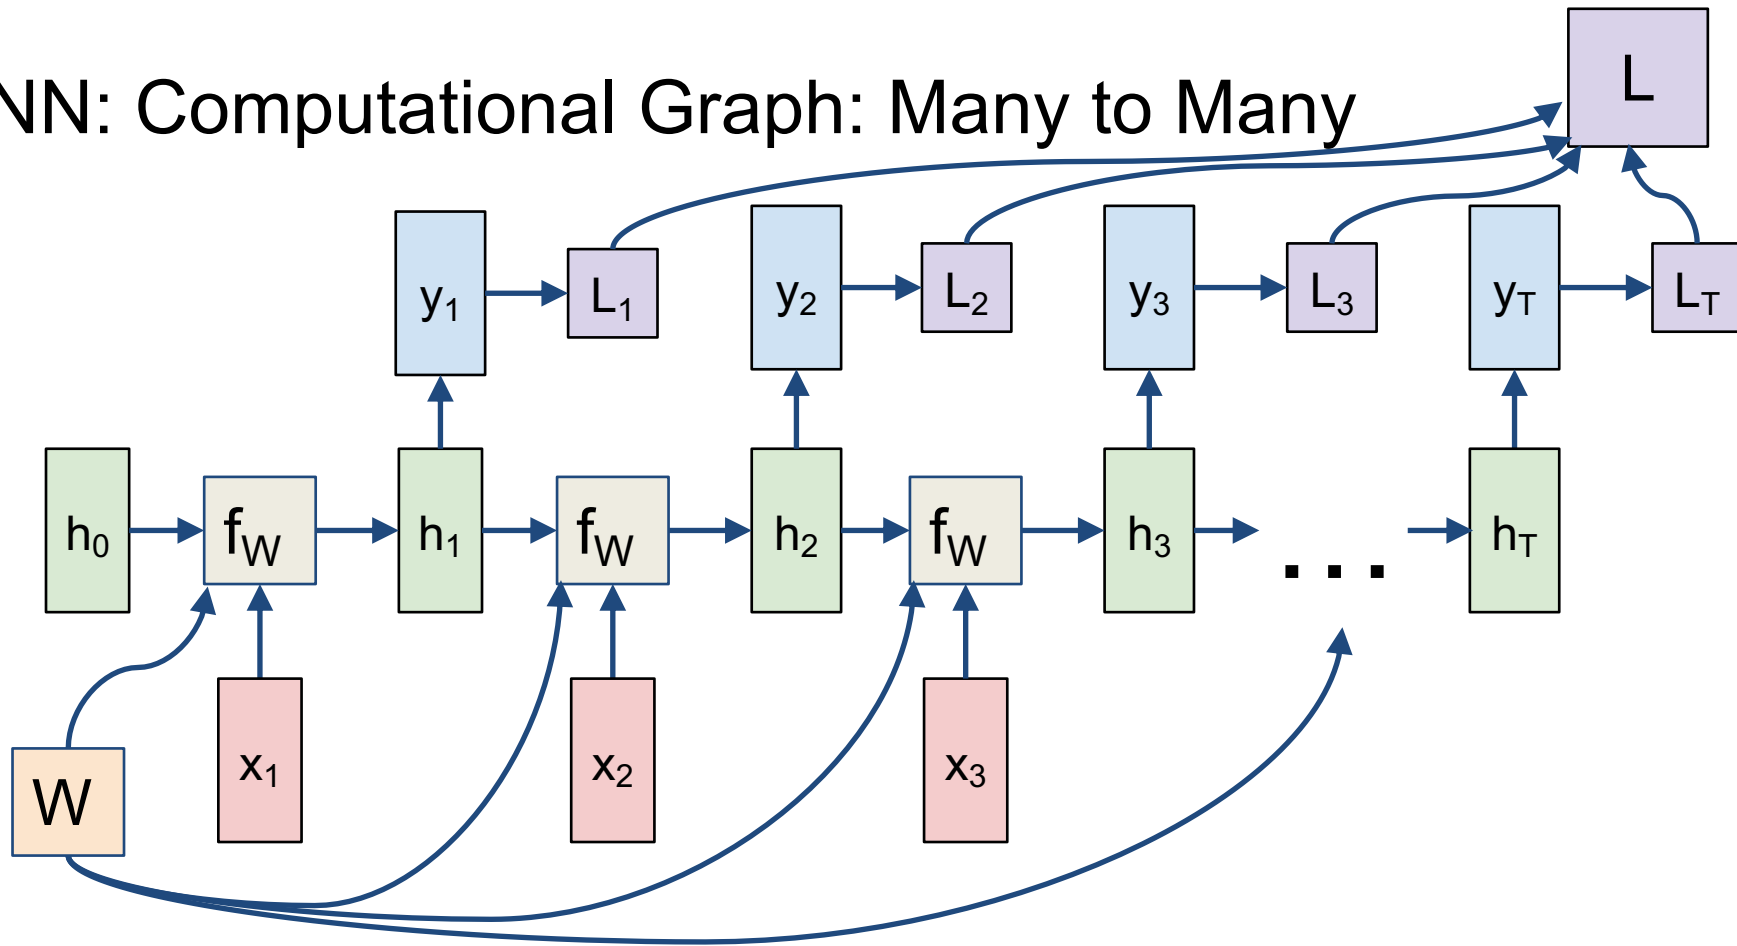 NN: Computational Graph: Many to Many
L
y1 L1 y2 L2 y3 L3 yT LT
h0 fW h1 fW h2 fW h3 ... hT
W x1 x2 x3